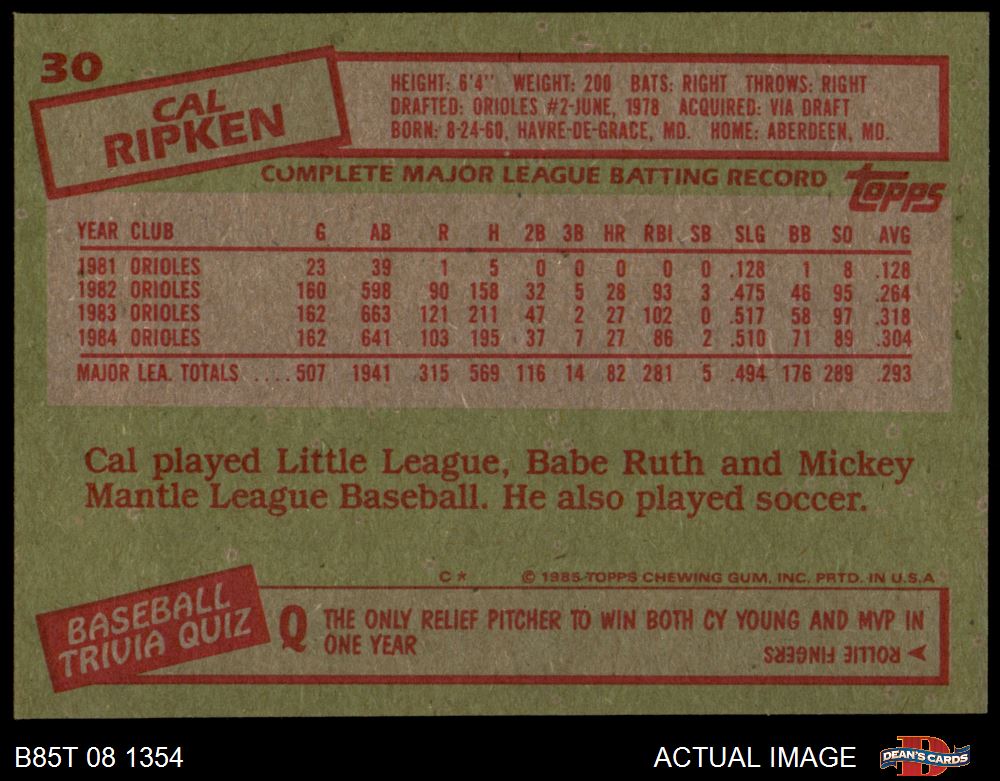 30
CAL
RIPKEN
HEIGHT: 6'4" WEIGHT: 200 BATS: RIGHT THROWS: RIGHT
DRAFTED: ORIOLES #2-JUNE, 1978 ACQUIRED: VIA DRAFT
BORN: 8-24-60, HAVRE-DE-GRACE, MD. HOME: ABERDEEN, MD.
COMPLETE MAJOR LEAGUE BATTING RECORD
topps
YEAR CLUB G AB R H 2B 3B HR RBI SB SLG BB SO AVG
1981 ORIOLES 23 39 1 5 0 0 0 0 0 .128 1 8 .128
1982 ORIOLES 160 598 90 158 32 5 28 93 3 .475 46 95 .264
1983 ORIOLES 162 663 121 211 47 2 27 102 0 .517 58 97 .318
1984 ORIOLES 162 641 103 195 37 7 27 86 2 .510 71 89 .304
MAJOR LEA. TOTALS .... 507 1941 315 569 116 14 82 281 5 .494 176 289 .293
Cal played Little League, Babe Ruth and Mickey
Mantle League Baseball. He also played soccer.
C* © 1985 TOPPS CHEWING GUM, INC. PRTD. IN U.S.A.
BASEBALL
TRIVIA QUIZ
Q THE ONLY RELIEF PITCHER TO WIN BOTH CY YOUNG AND MVP IN
ONE YEAR
ROLLIE FINGERS
B85T 08 1354
ACTUAL IMAGE
DEAN'S CARDS